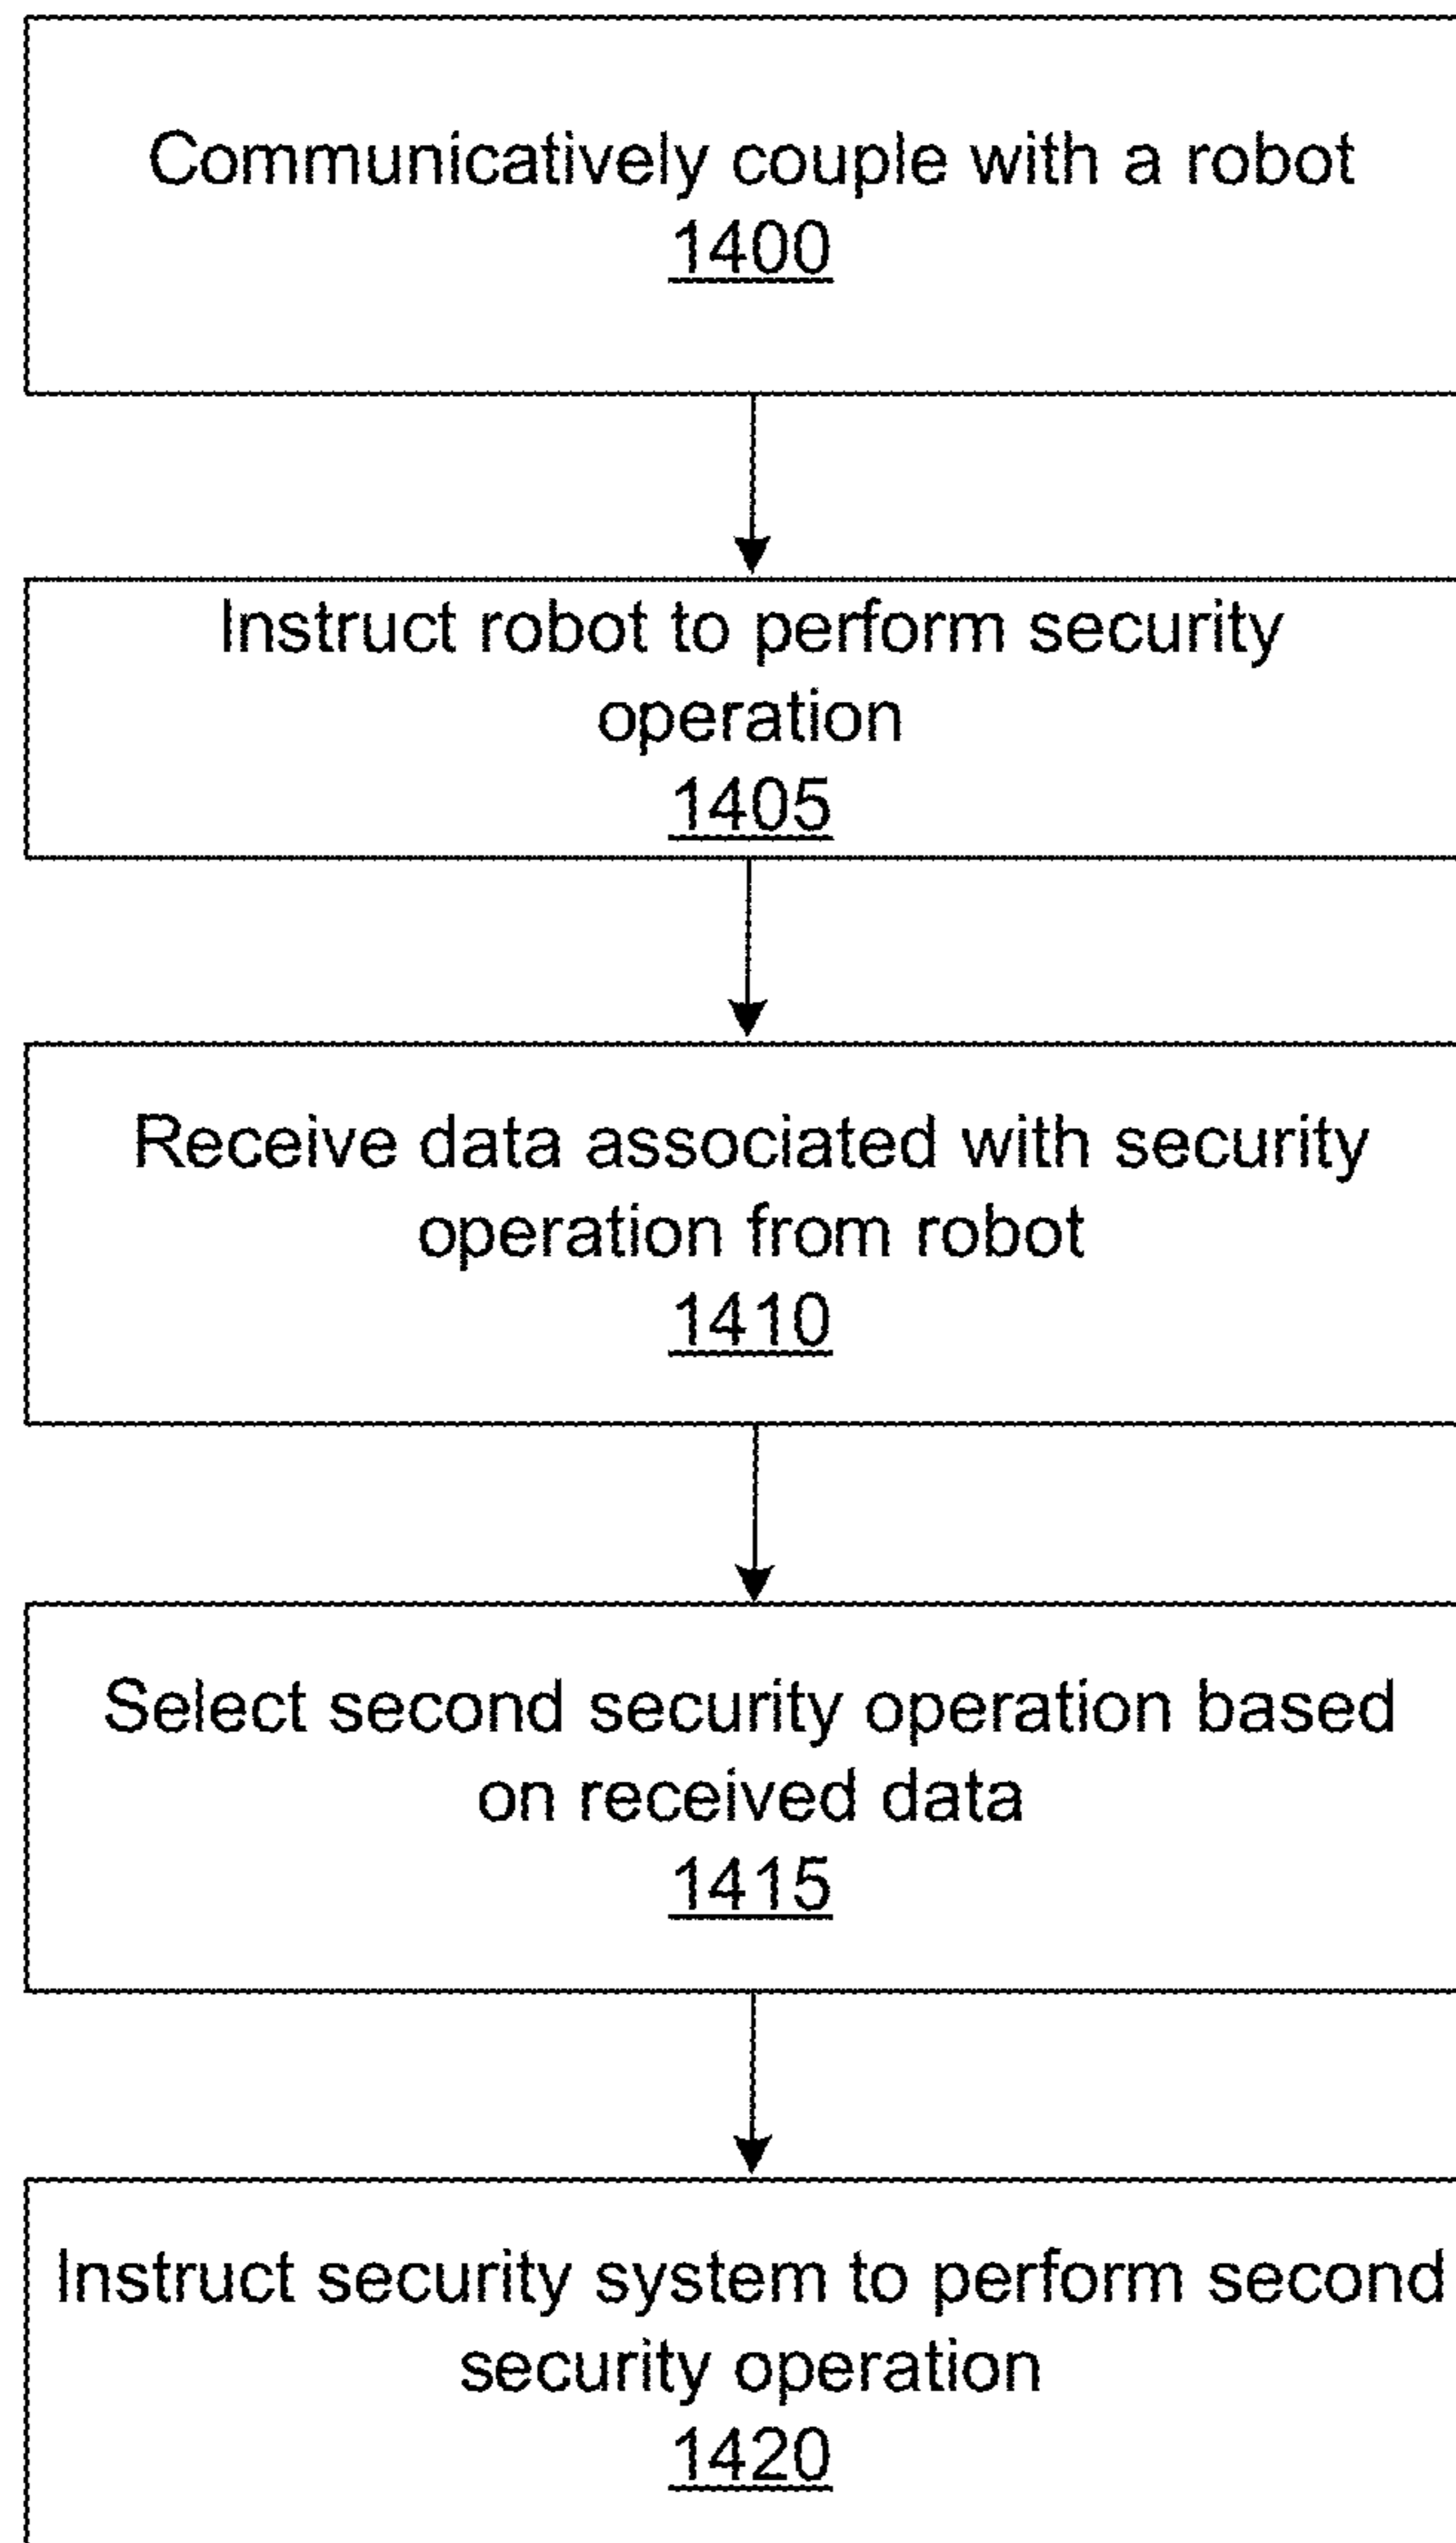 Communicatively couple with a robot
1400
Instruct robot to perform security
operation
1405
Receive data associated with security
operation from robot
1410
Select second security operation based
on received data
1415
Instruct security system to perform second
security operation
1420